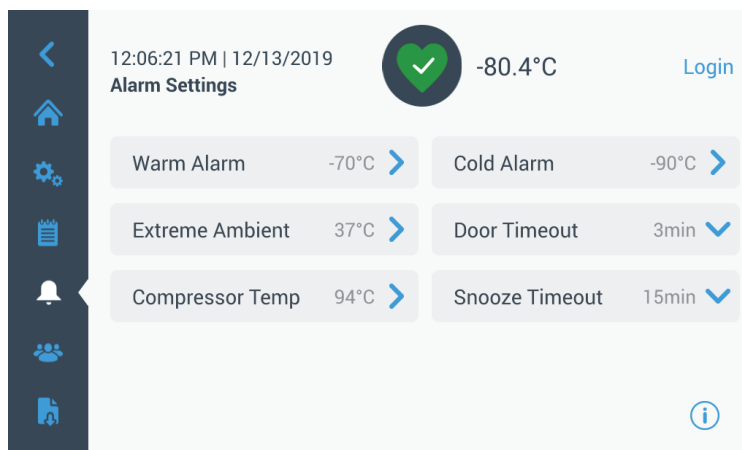 12:06:21 PM | 12/13/2019
Alarm Settings
-80.4°C
Login
Warm Alarm -70°C
Cold Alarm -90°C
Extreme Ambient 37°C
Door Timeout 3min
Compressor Temp 94°C
Snooze Timeout 15min